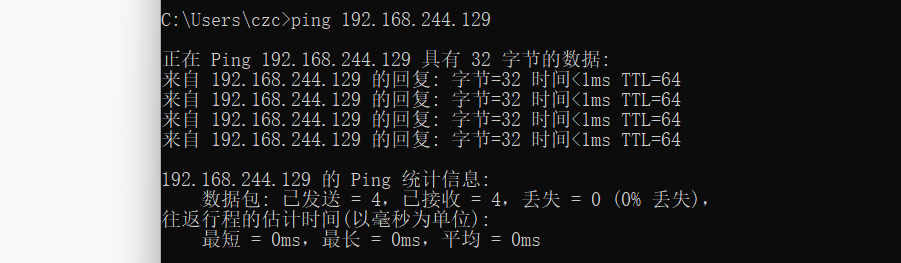 C:\Users\czc>ping 192.168.244.129
正在 Ping 192.168.244.129 具有 32 字节的数据:
来自 192.168.244.129 的回复: 字节=32 时间<1ms TTL=64
来自 192.168.244.129 的回复: 字节=32 时间<1ms TTL=64
来自 192.168.244.129 的回复: 字节=32 时间<1ms TTL=64
来自 192.168.244.129 的回复: 字节=32 时间<1ms TTL=64
192.168.244.129 的 Ping 统计信息:
数据包: 已发送 = 4，已接收 = 4，丢失 = 0 (0% 丢失)，
往返行程的估计时间(以毫秒为单位):
最短 = 0ms，最长 = 0ms，平均 = 0ms